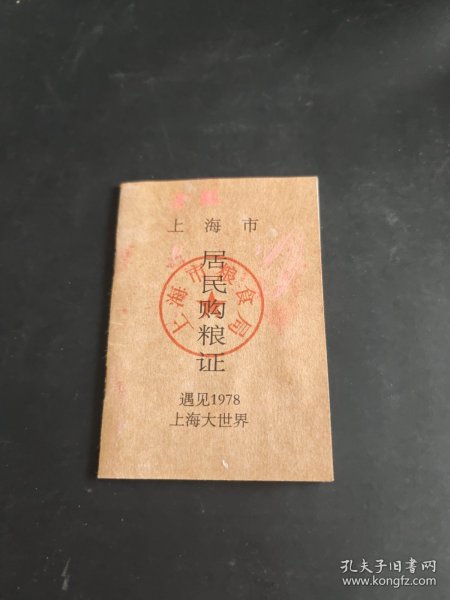 上海市
居民购粮证
上海市粮食局
遇见1978
上海大世界
孔夫子旧书网
www.kongfz.com